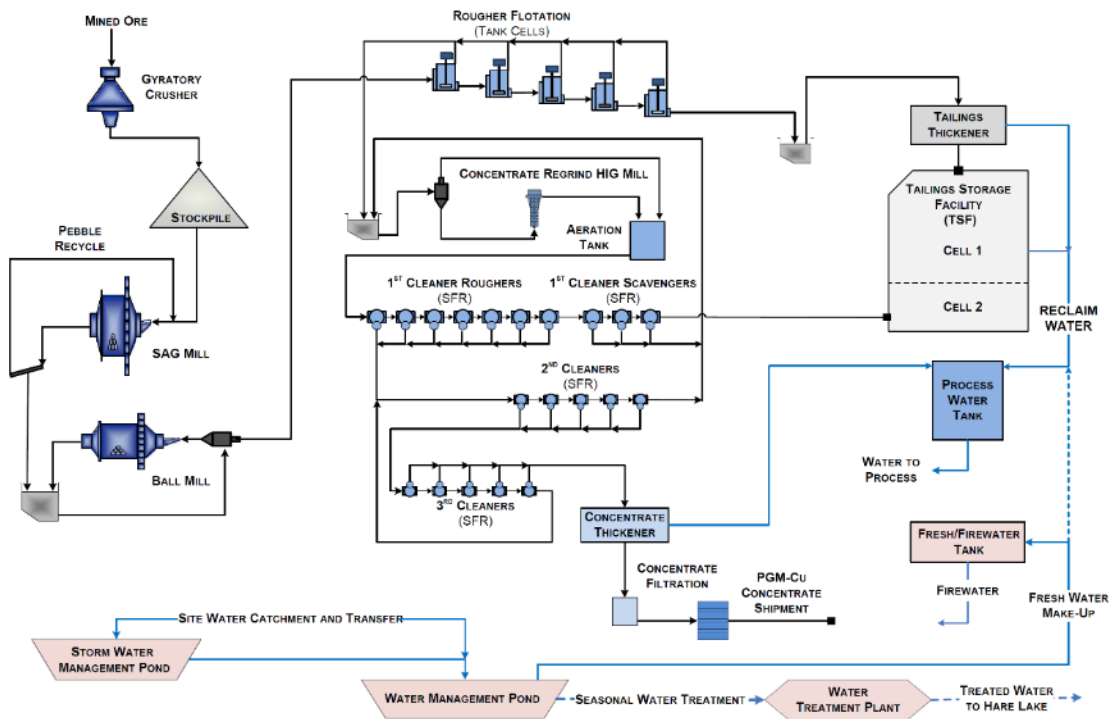 MINED ORE
GYRATORY
CRUSHER
STOCKPILE
PEBBLE
RECYCLE
SAG MILL
BALL MILL
ROUGHER FLOTATION
(TANK CELLS)
CONCENTRATE REGRIND HIG MILL
AERATION
TANK
1ST CLEANER ROUGHERS
(SFR)
1ST CLEANER SCAVENGERS
(SFR)
2ND CLEANERS
(SFR)
3RD CLEANERS
(SFR)
TAILINGS
THICKENER
TAILINGS STORAGE
FACILITY
(TSF)
CELL 1
CELL 2
RECLAIM
WATER
PROCESS
WATER
TANK
WATER TO
PROCESS
CONCENTRATE
THICKENER
CONCENTRATE
FILTRATION
PGM-CU
CONCENTRATE
SHIPMENT
FRESH/FIREWATER
TANK
FIREWATER
FRESH WATER
MAKE-UP
SITE WATER CATCHMENT AND TRANSFER
STORM WATER
MANAGEMENT POND
WATER MANAGEMENT POND
SEASONAL WATER TREATMENT
WATER
TREATMENT PLANT
TREATED WATER
TO HARE LAKE